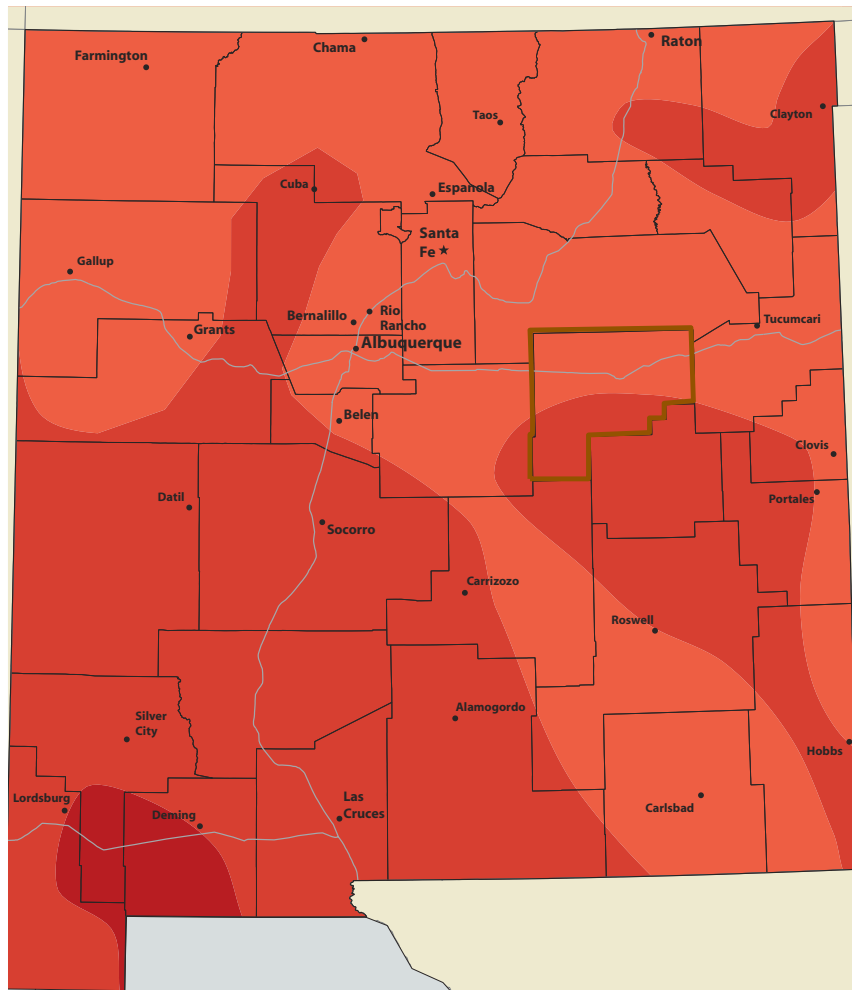 Chama
Raton
Farmington
Clayton
Taos
Cuba
Espanola
Santa
Fe
Gallup
Rio
Rancho
Bernalillo
Tucumcari
Grants
Albuquerque
Belen
Clovis
Datil
Portales
Socorro
Carrizozo
Roswell
Alamogordo
Silver
City
Hobbs
Lordsburg
Las
Cruces
Carlsbad
Deming